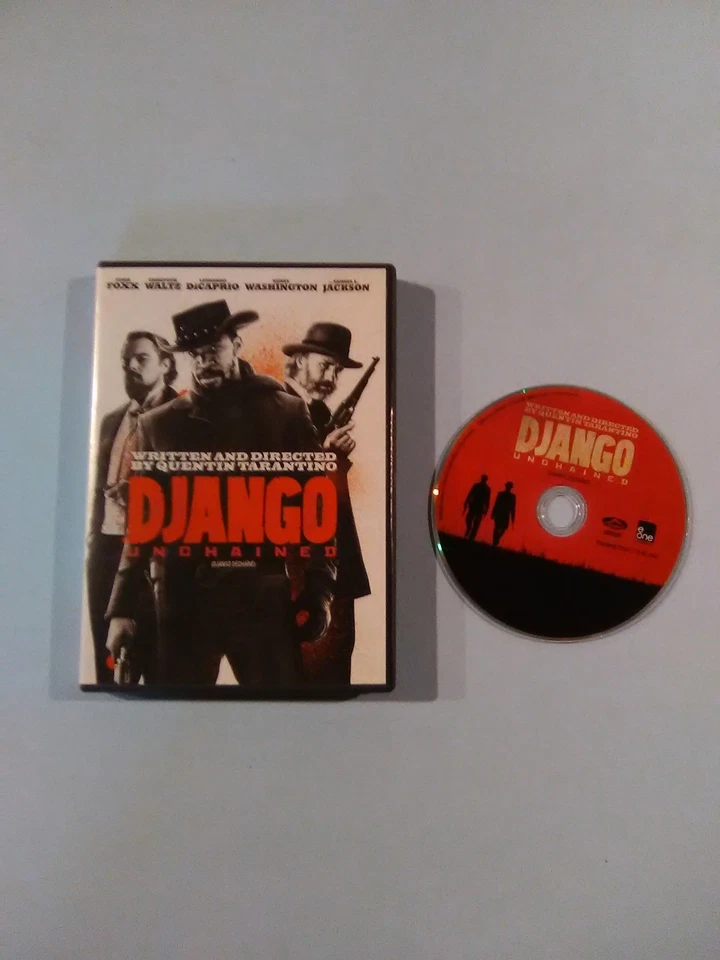 FOXX WALTZ DiCAPRIO WASHINGTON JACKSON
WRITTEN AND DIRECTED
BY QUENTIN TARANTINO
DJANGO
UNCHAINED
WRITTEN AND DIRECTED
BY QUENTIN TARANTINO
DJANGO
UNCHAINED
e
one